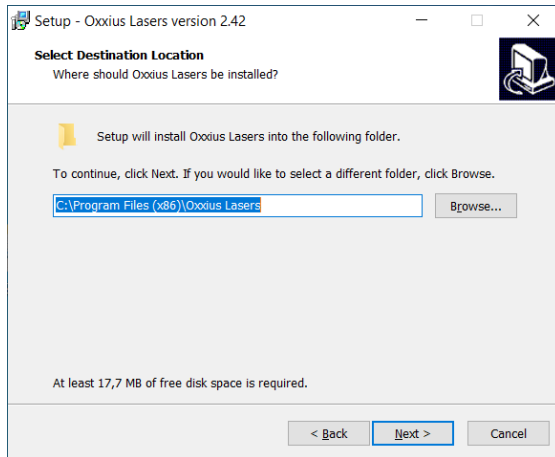 Setup - Oxxius Lasers version 2.42
Select Destination Location
Where should Oxxius Lasers be installed?
Setup will install Oxxius Lasers into the following folder.
To continue, click Next. If you would like to select a different folder, click Browse.
C:\Program Files (x86)\Oxxius Lasers
Browse...
At least 17,7 MB of free disk space is required.
< Back
Next >
Cancel